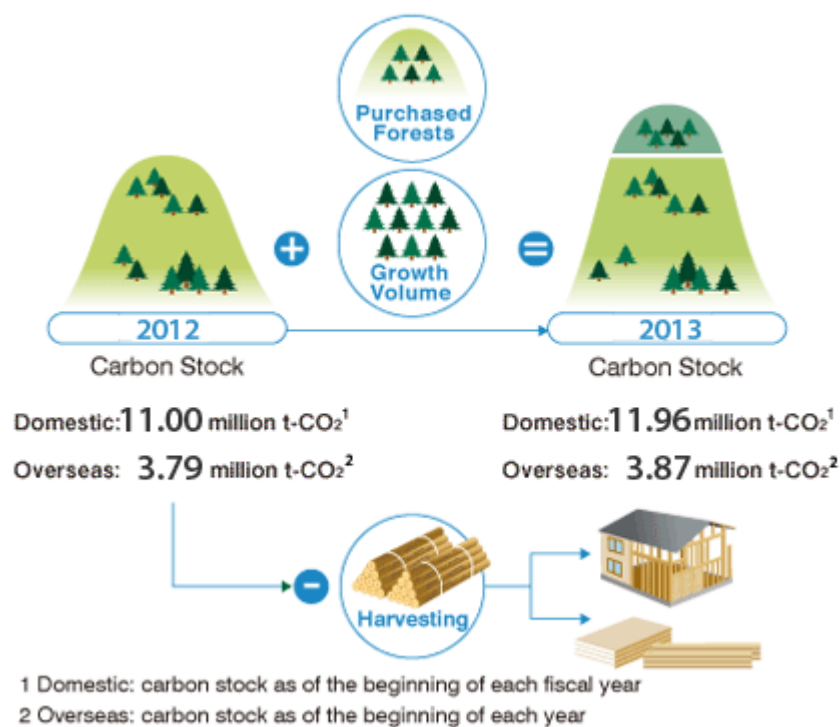 Purchased
Forests
Growth
Volume
2012
2013
Carbon Stock
Carbon Stock
Domestic: 11.00 million t-CO₂¹
Overseas: 3.79 million t-CO₂²
Domestic: 11.96 million t-CO₂¹
Overseas: 3.87 million t-CO₂²
Harvesting
1 Domestic: carbon stock as of the beginning of each fiscal year
2 Overseas: carbon stock as of the beginning of each year